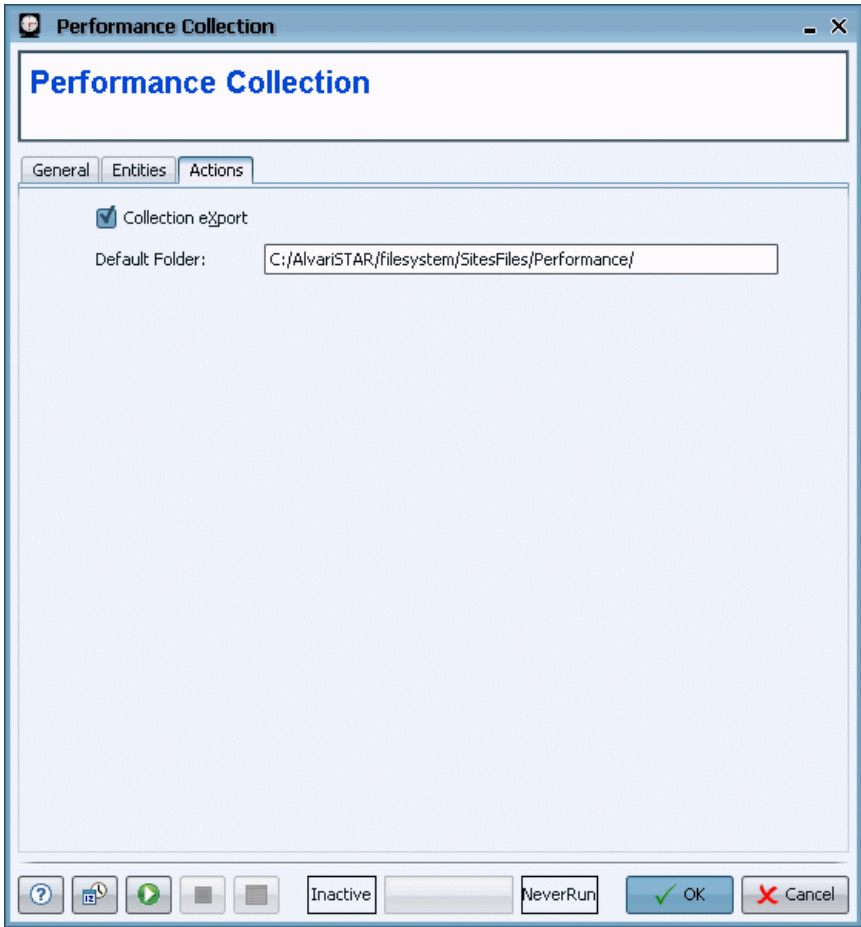 Performance Collection
Performance Collection
General Entities Actions
Collection eXport
Default Folder: C:/AlvariSTAR/filesystem/SitesFiles/Performance/
? 12 Inactive NeverRun OK Cancel